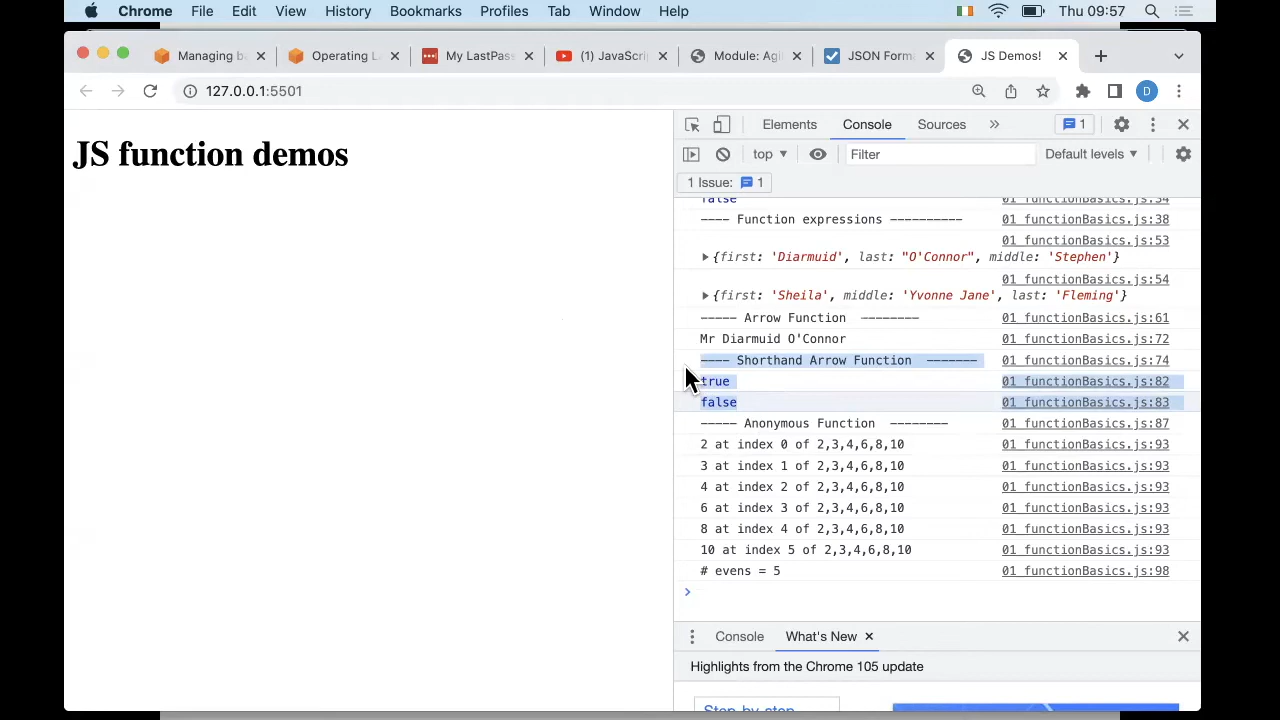 Chrome File Edit View History Bookmarks Profiles Tab Window Help Thu 09:57
Managing b Operating L My LastPas (1) JavaScri Module: Agi JSON Form JS Demos!
127.0.0.1:5501 D
JS function demos
Elements Console Sources » 1
top ▼ Filter Default levels ▼
1 Issue: 1
false 01_functionBasics.js:34
---- Function expressions ---------- 01_functionBasics.js:38
01_functionBasics.js:53
▶{first: 'Diarmuid', last: "O'Connor", middle: 'Stephen'}
01_functionBasics.js:54
▶{first: 'Sheila', middle: 'Yvonne Jane', last: 'Fleming'}
----- Arrow Function -------- 01_functionBasics.js:61
Mr Diarmuid O'Connor 01_functionBasics.js:72
---- Shorthand Arrow Function ------- 01_functionBasics.js:74
true 01_functionBasics.js:82
false 01_functionBasics.js:83
----- Anonymous Function -------- 01_functionBasics.js:87
2 at index 0 of 2,3,4,6,8,10 01_functionBasics.js:93
3 at index 1 of 2,3,4,6,8,10 01_functionBasics.js:93
4 at index 2 of 2,3,4,6,8,10 01_functionBasics.js:93
6 at index 3 of 2,3,4,6,8,10 01_functionBasics.js:93
8 at index 4 of 2,3,4,6,8,10 01_functionBasics.js:93
10 at index 5 of 2,3,4,6,8,10 01_functionBasics.js:93
# evens = 5 01_functionBasics.js:98
>
Console What's New
Highlights from the Chrome 105 update
Step-by-step